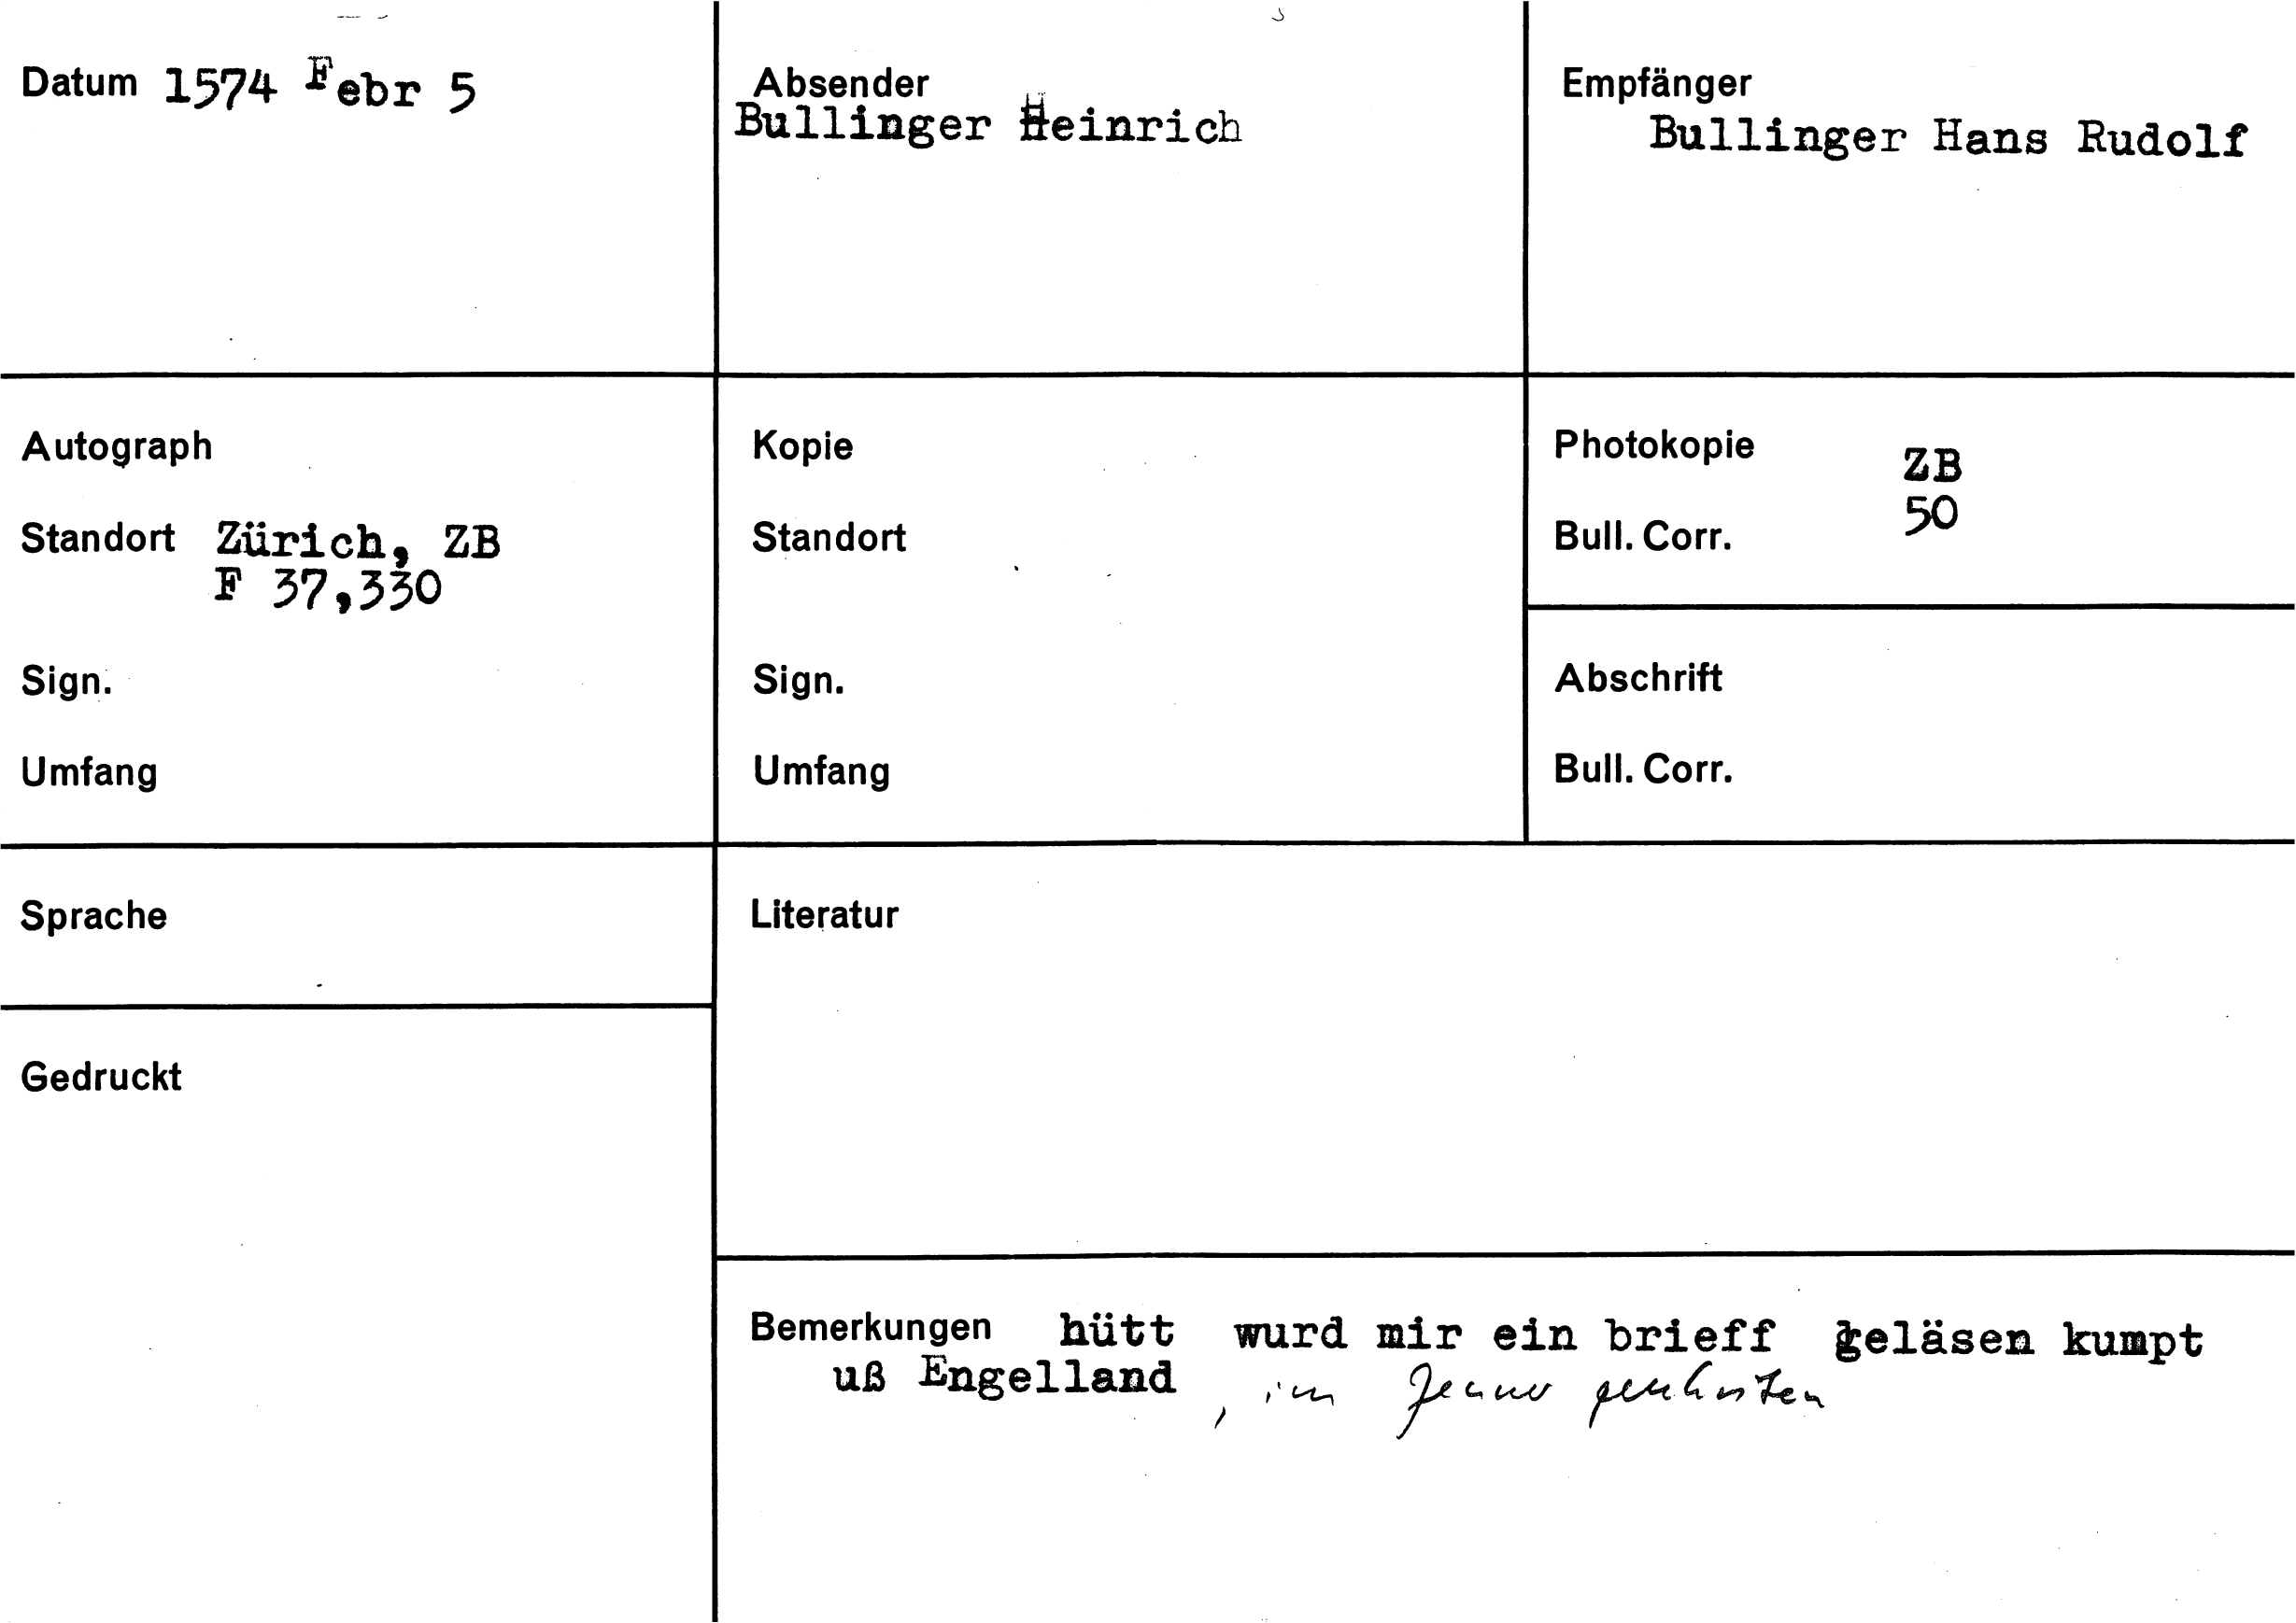 Datum 1574 Febr 5
Absender
Bullinger Heinrich
Empfänger
Bullinger Hans Rudolf
Autograph
Standort Zürich, ZB
F 37,330
Sign.
Umfang
Kopie
Standort
Sign.
Umfang
Photokopie ZB
Bull. Corr. 50
Abschrift
Bull. Corr.
Sprache
Gedruckt
Literatur
Bemerkungen hütt wurd mir ein brieff geläsen kumpt
uß Engelland , im Jenner